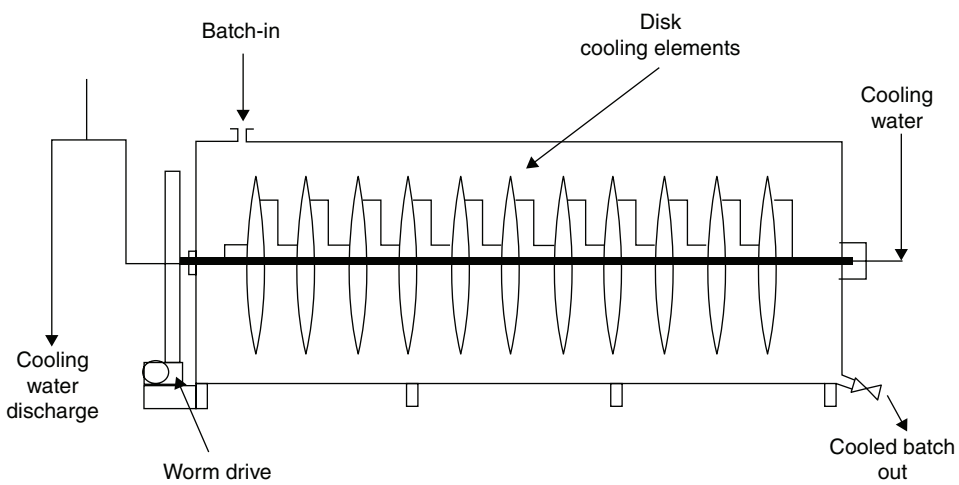 Batch-in
Disk
cooling elements
Cooling
water
Cooling
water
discharge
Worm drive
Cooled batch
out